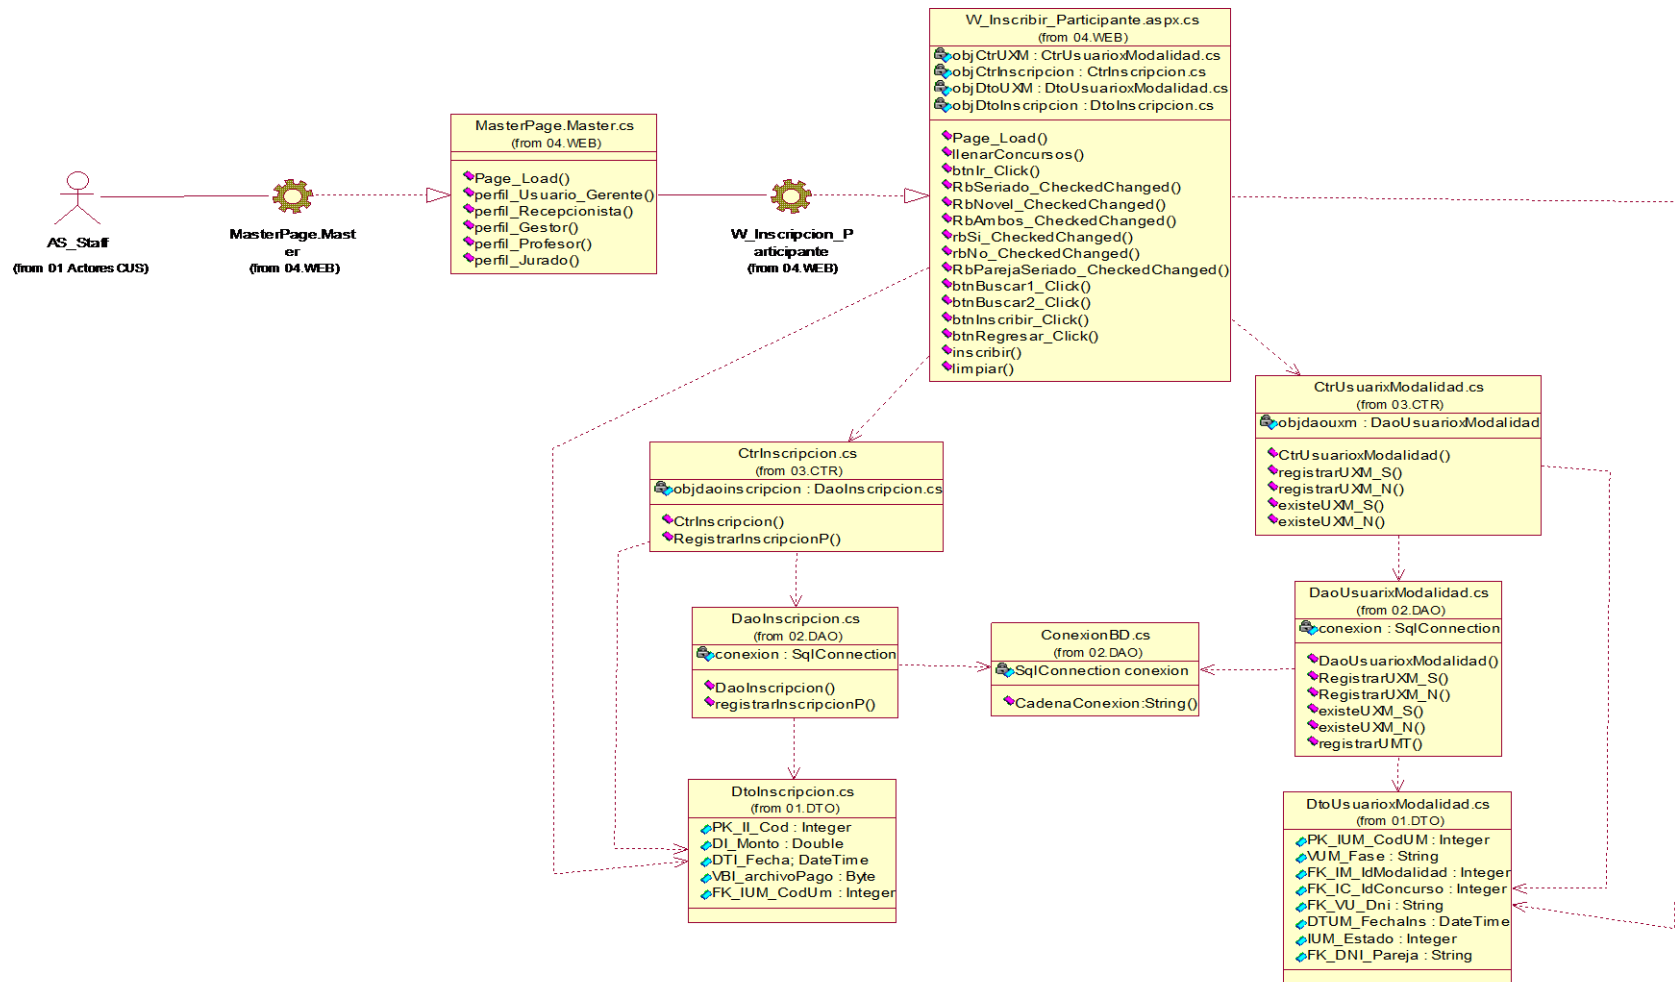 AS_Staff
(from 01 Actores CUS)
MasterPage.Mast
er
(from 04.WEB)
MasterPage.Master.cs
(from 04.WEB)
Page_Load()
perfil_Usuario_Gerente()
perfil_Recepcionista()
perfil_Gestor()
perfil_Profesor()
perfil_Jurado()
W_Inscripcion_P
articipante
(from 04.WEB)
W_Inscribir_Participante.aspx.cs
(from 04.WEB)
objCtrUXM : CtrUsuarioxModalidad.cs
objCtrInscripcion : CtrInscripcion.cs
objDtoUXM : DtoUsuarioxModalidad.cs
objDtoInscripcion : DtoInscripcion.cs
Page_Load()
llenarConcursos()
btnIr_Click()
RbSeriado_CheckedChanged()
RbNovel_CheckedChanged()
RbAmbos_CheckedChanged()
rbSi_CheckedChanged()
rbNo_CheckedChanged()
RbParejaSeriado_CheckedChanged()
btnBuscar1_Click()
btnBuscar2_Click()
btnInscribir_Click()
btnRegresar_Click()
inscribir()
limpiar()
CtrInscripcion.cs
(from 03.CTR)
objdaoinscripcion : DaoInscripcion.cs
CtrInscripcion()
RegistrarInscripcionP()
CtrUsuarixModalidad.cs
(from 03.CTR)
objdaouxm : DaoUsuarioxModalidad
CtrUsuarioxModalidad()
registrarUXM_S()
registrarUXM_N()
existeUXM_S()
existeUXM_N()
DaoInscripcion.cs
(from 02.DAO)
conexion : SqlConnection
DaoInscripcion()
registrarInscripcionP()
ConexionBD.cs
(from 02.DAO)
SqlConnection conexion
CadenaConexion:String()
DaoUsuarixModalidad.cs
(from 02.DAO)
conexion : SqlConnection
DaoUsuarioxModalidad()
RegistrarUXM_S()
RegistrarUXM_N()
existeUXM_S()
existeUXM_N()
registrarUMT()
DtoInscripcion.cs
(from 01.DTO)
PK_II_Cod : Integer
DI_Monto : Double
DTI_Fecha; DateTime
VBI_archivoPago : Byte
FK_IUM_CodUm : Integer
DtoUsuarioxModalidad.cs
(from 01.DTO)
PK_IUM_CodUM : Integer
VUM_Fase : String
FK_IM_IdModalidad : Integer
FK_IC_IdConcurso : Integer
FK_VU_Dni : String
DTUM_FechaIns : DateTime
IUM_Estado : Integer
FK_DNI_Pareja : String